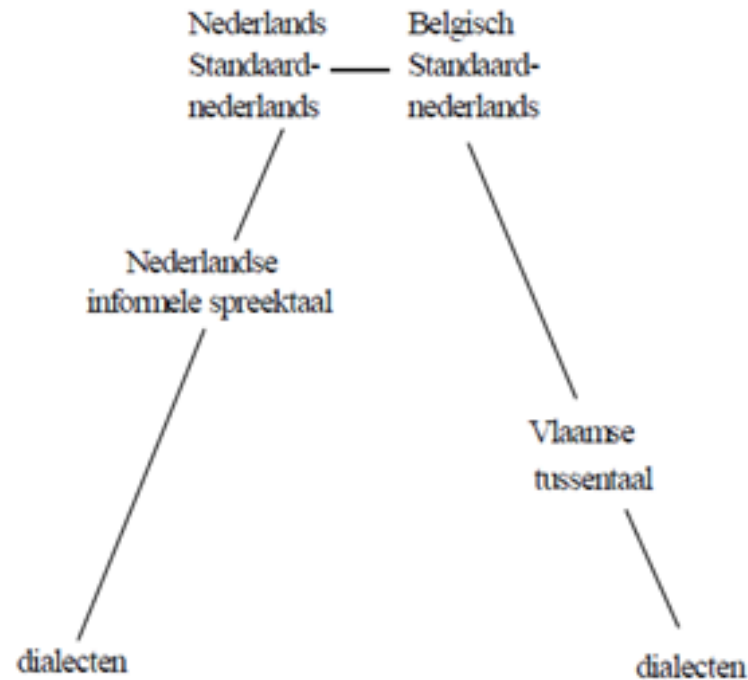 Nederlands
Standaard-
nederlands
Belgisch
Standaard-
nederlands
Nederlandse
informele spreektaal
Vlaamse
tussentaal
dialecten
dialecten